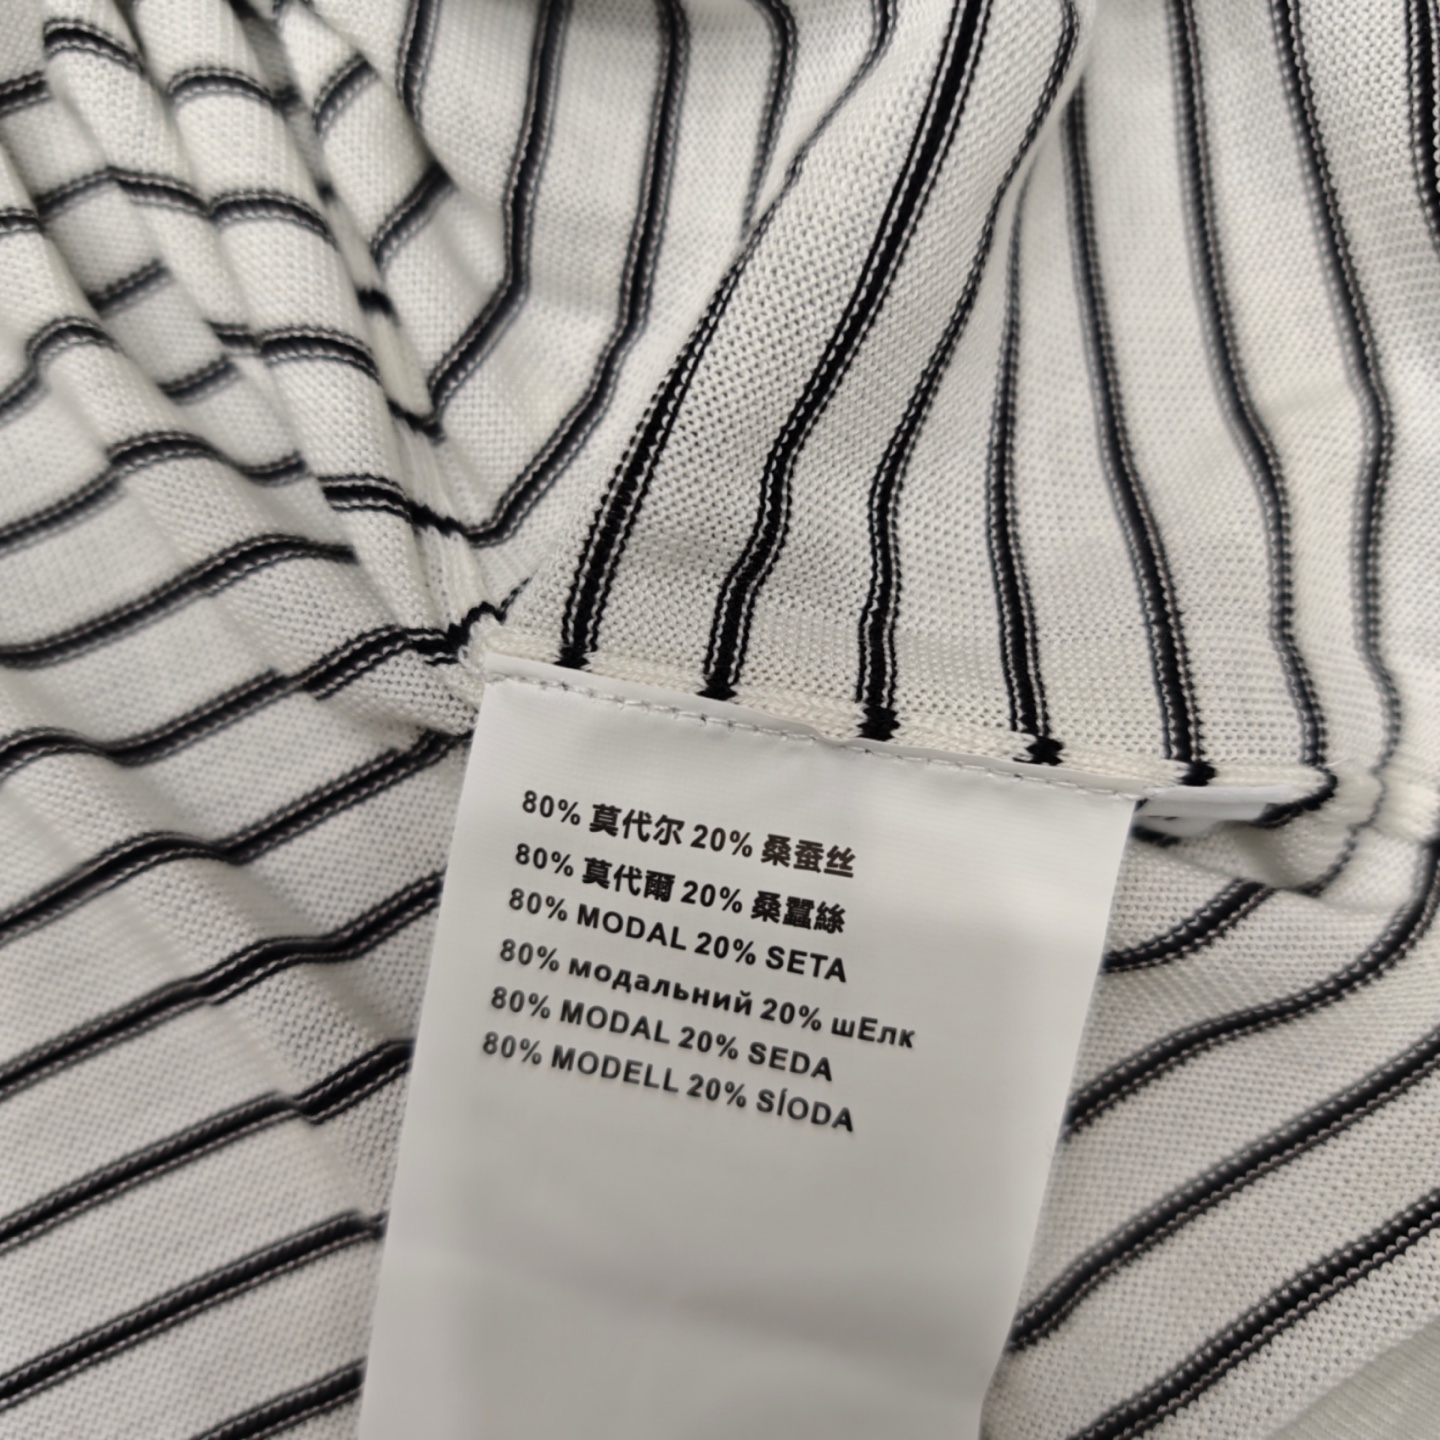 80% 莫代尔 20% 桑蚕丝
80% 莫代爾 20% 桑蠶絲
80% MODAL 20% SETA
80% модальний 20% шЕлк
80% MODAL 20% SEDA
80% MODELL 20% SÍODA